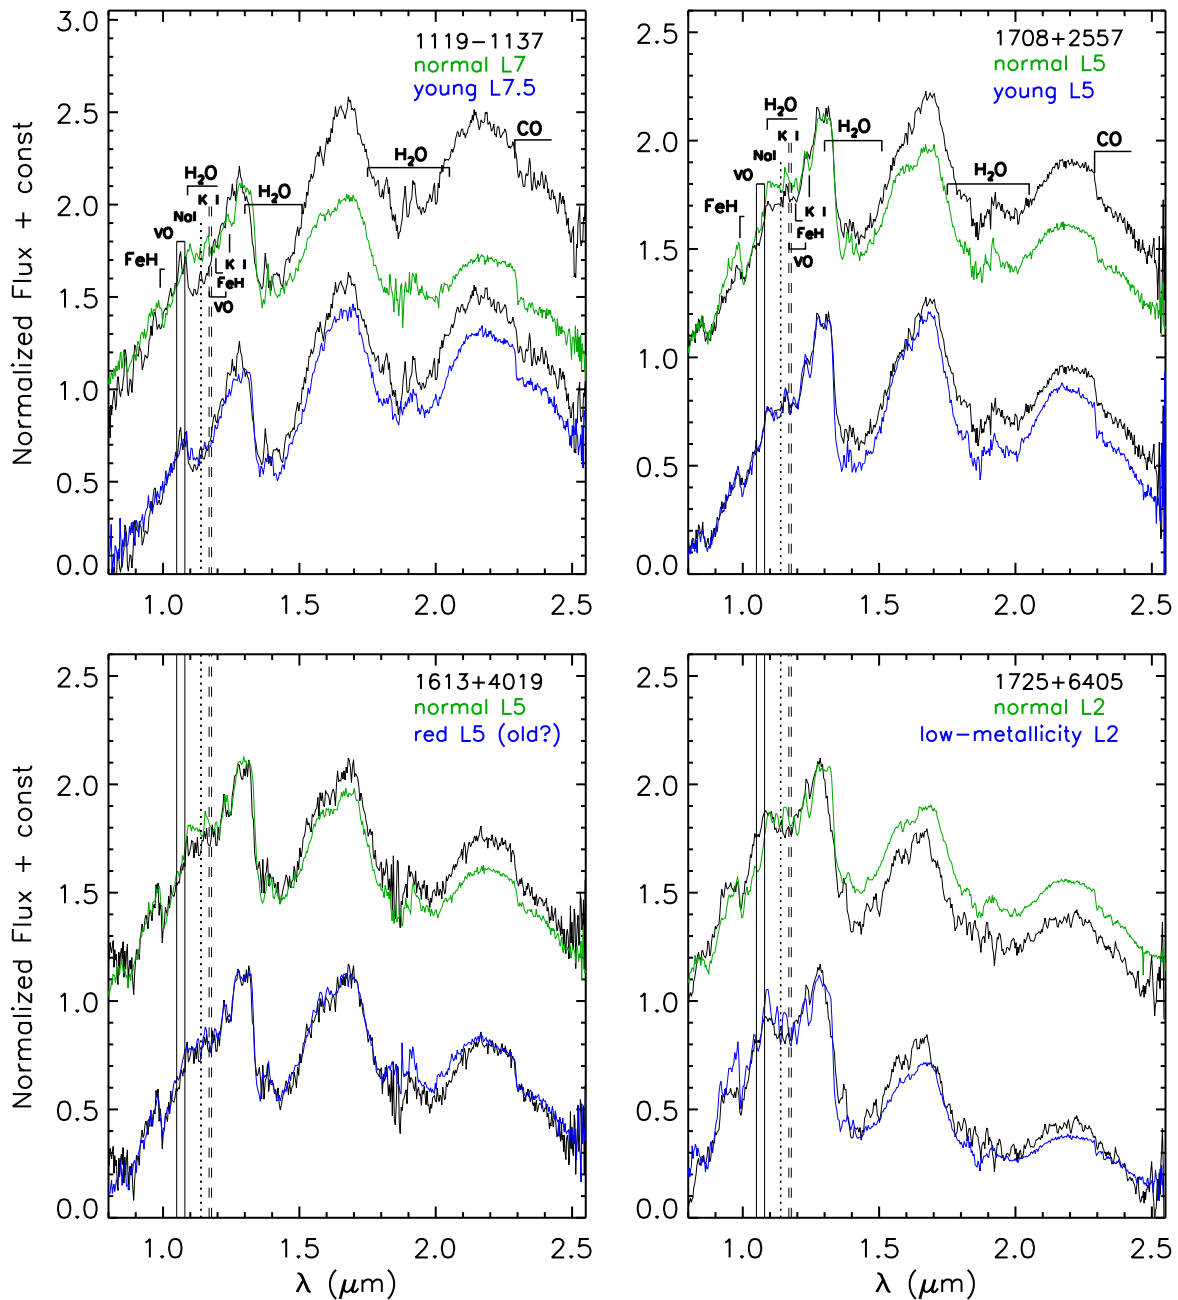 1119−1137
normal L7
young L7.5
CO
H₂O
H₂O
H₂O
K I
NaI
VO
FeH
K I
FeH
VO
3.0
2.5
2.0
1.5
1.0
0.5
0.0
Normalized Flux + const
1.0 1.5 2.0 2.5
1708+2557
normal L5
young L5
H₂O
K I
H₂O
CO
NaI
VO
H₂O
FeH
K I
FeH
VO
2.5
2.0
1.5
1.0
0.5
0.0
1.0 1.5 2.0 2.5
1613+4019
normal L5
red L5 (old?)
2.5
2.0
1.5
1.0
0.5
0.0
Normalized Flux + const
1.0 1.5 2.0 2.5
λ (μm)
1725+6405
normal L2
low−metallicity L2
2.5
2.0
1.5
1.0
0.5
0.0
1.0 1.5 2.0 2.5
λ (μm)